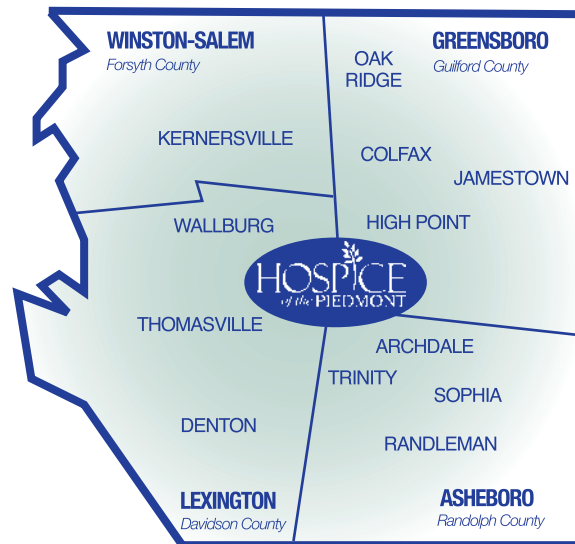 WINSTON-SALEM
Forsyth County
GREENSBORO
Guilford County
OAK
RIDGE
KERNERSVILLE
COLFAX
JAMESTOWN
WALLBURG
HIGH POINT
HOSPICE
of the PIEDMONT
THOMASVILLE
ARCHDALE
TRINITY
SOPHIA
DENTON
RANDLEMAN
LEXINGTON
Davidson County
ASHEBORO
Randolph County